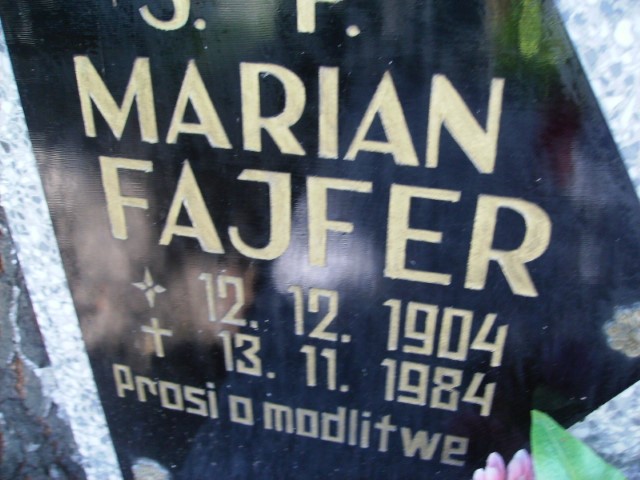 Ś. P.
MARIAN
FAJFER
12. 12. 1904
13. 11. 1984
prosi o modlitwe